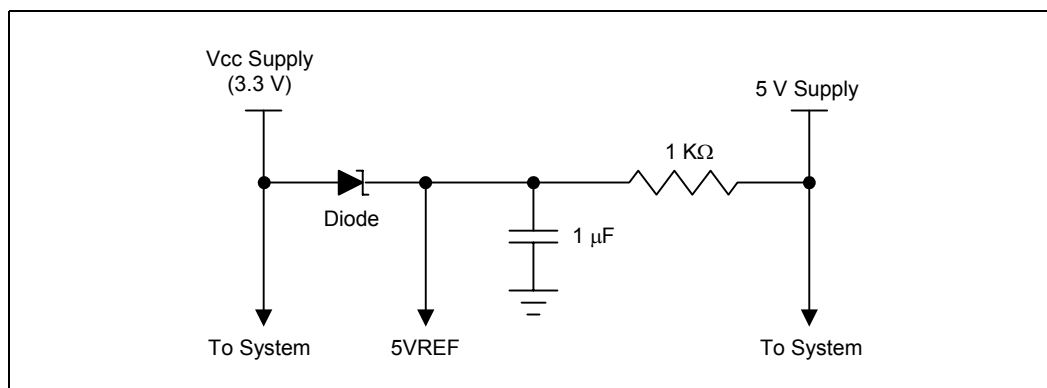 Vcc Supply
(3.3 V)
5 V Supply
1 KΩ
Diode
1 μF
To System
5VREF
To System